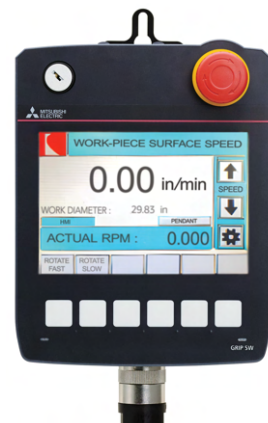 MITSUBISHI
ELECTRIC
WORK-PIECE SURFACE SPEED
0.00 in/min
SPEED
WORK DIAMETER : 29.83 in
HMI PENDANT
ACTUAL RPM : 0.000
ROTATE
FAST
ROTATE
SLOW
GRIP SW